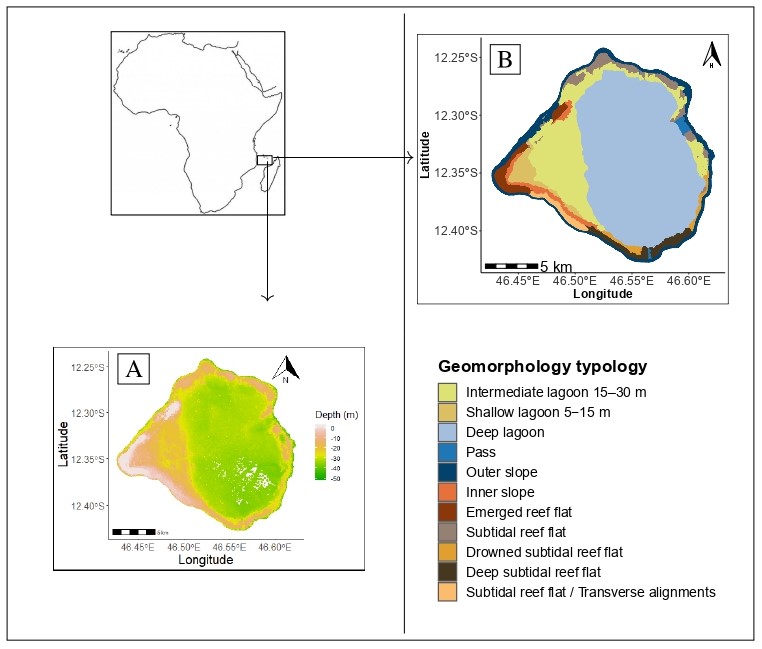 B
N
12.25°S
12.30°S
12.35°S
12.40°S
Latitude
5 km
46.45°E 46.50°E 46.55°E 46.60°E
Longitude
A
N
12.25°S
12.30°S
12.35°S
12.40°S
Latitude
Depth (m)
0
-10
-20
-30
-40
-50
5 km
46.45°E 46.50°E 46.55°E 46.60°E
Longitude
Geomorphology typology
Intermediate lagoon 15–30 m
Shallow lagoon 5–15 m
Deep lagoon
Pass
Outer slope
Inner slope
Emerged reef flat
Subtidal reef flat
Drowned subtidal reef flat
Deep subtidal reef flat
Subtidal reef flat / Transverse alignments